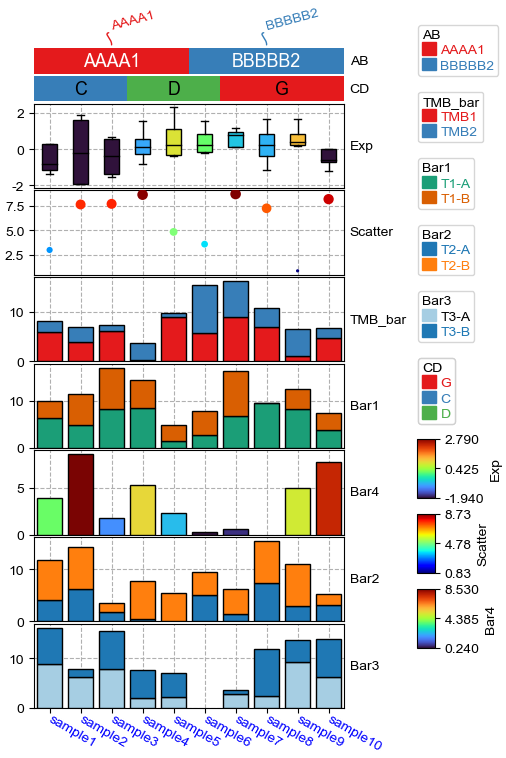 AAAA1
BBBBB2
AAAA1 BBBBB2 AB
C D G CD
2
0
-2
Exp
7.5
5.0
2.5
Scatter
10
0
TMB_bar
10
0
Bar1
5
0
Bar4
10
0
Bar2
10
0
Bar3
sample1 sample2 sample3 sample4 sample5 sample6 sample7 sample8 sample9 sample10
AB
AAAA1
BBBBB2
TMB_bar
TMB1
TMB2
Bar1
T1-A
T1-B
Bar2
T2-A
T2-B
Bar3
T3-A
T3-B
CD
G
C
D
2.790
0.425
-1.940
Exp
8.73
4.78
0.83
Scatter
8.530
4.385
0.240
Bar4